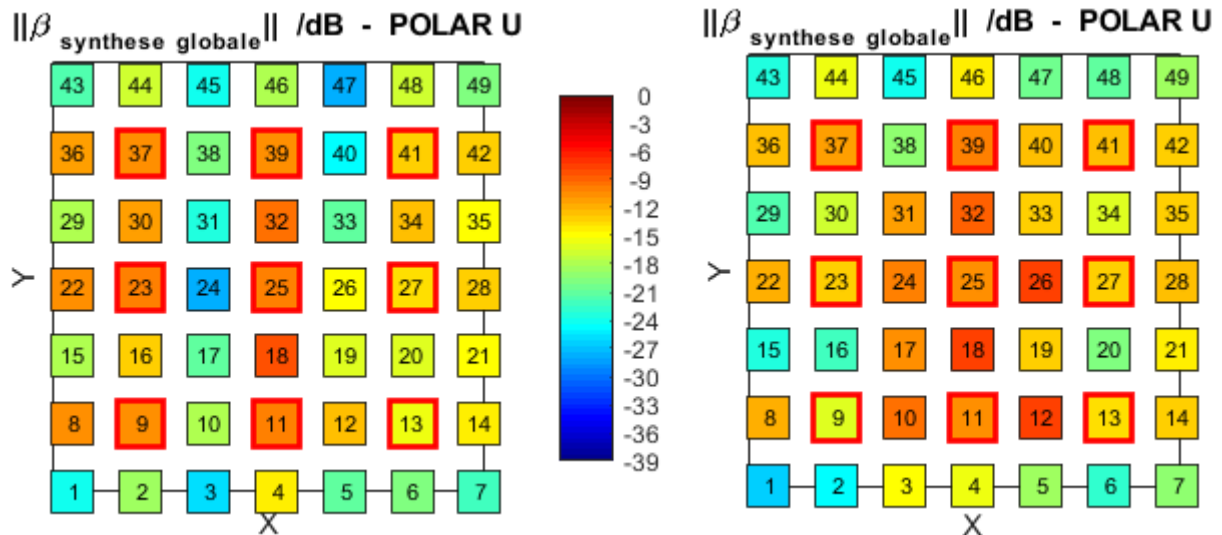 ||β synthese globale|| /dB - POLAR U
43 44 45 46 47 48 49
36 37 38 39 40 41 42
29 30 31 32 33 34 35
22 23 24 25 26 27 28
15 16 17 18 19 20 21
8 9 10 11 12 13 14
1 2 3 4 5 6 7
X
Y
0
-3
-6
-9
-12
-15
-18
-21
-24
-27
-30
-33
-36
-39
||β synthese globale|| /dB - POLAR U
43 44 45 46 47 48 49
36 37 38 39 40 41 42
29 30 31 32 33 34 35
22 23 24 25 26 27 28
15 16 17 18 19 20 21
8 9 10 11 12 13 14
1 2 3 4 5 6 7
X
Y